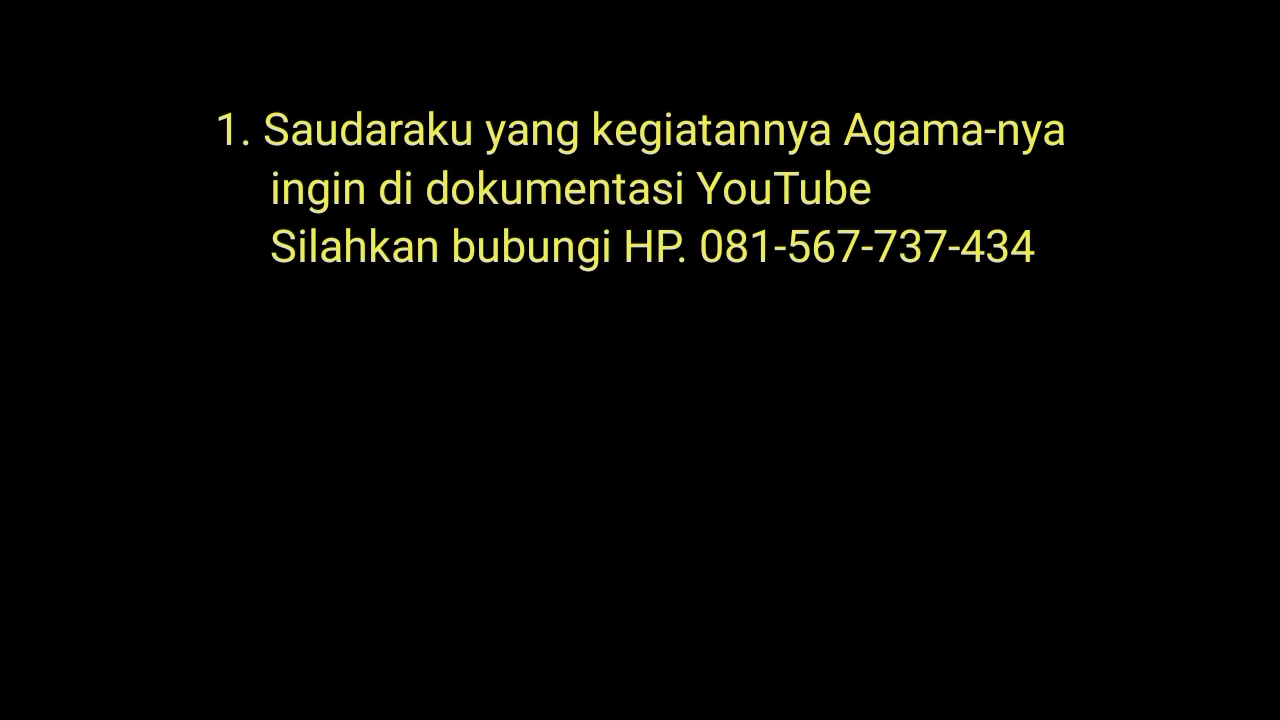 1. Saudaraku yang kegiatannya Agama-nya
ingin di dokumentasi YouTube
Silahkan bubungi HP. 081-567-737-434